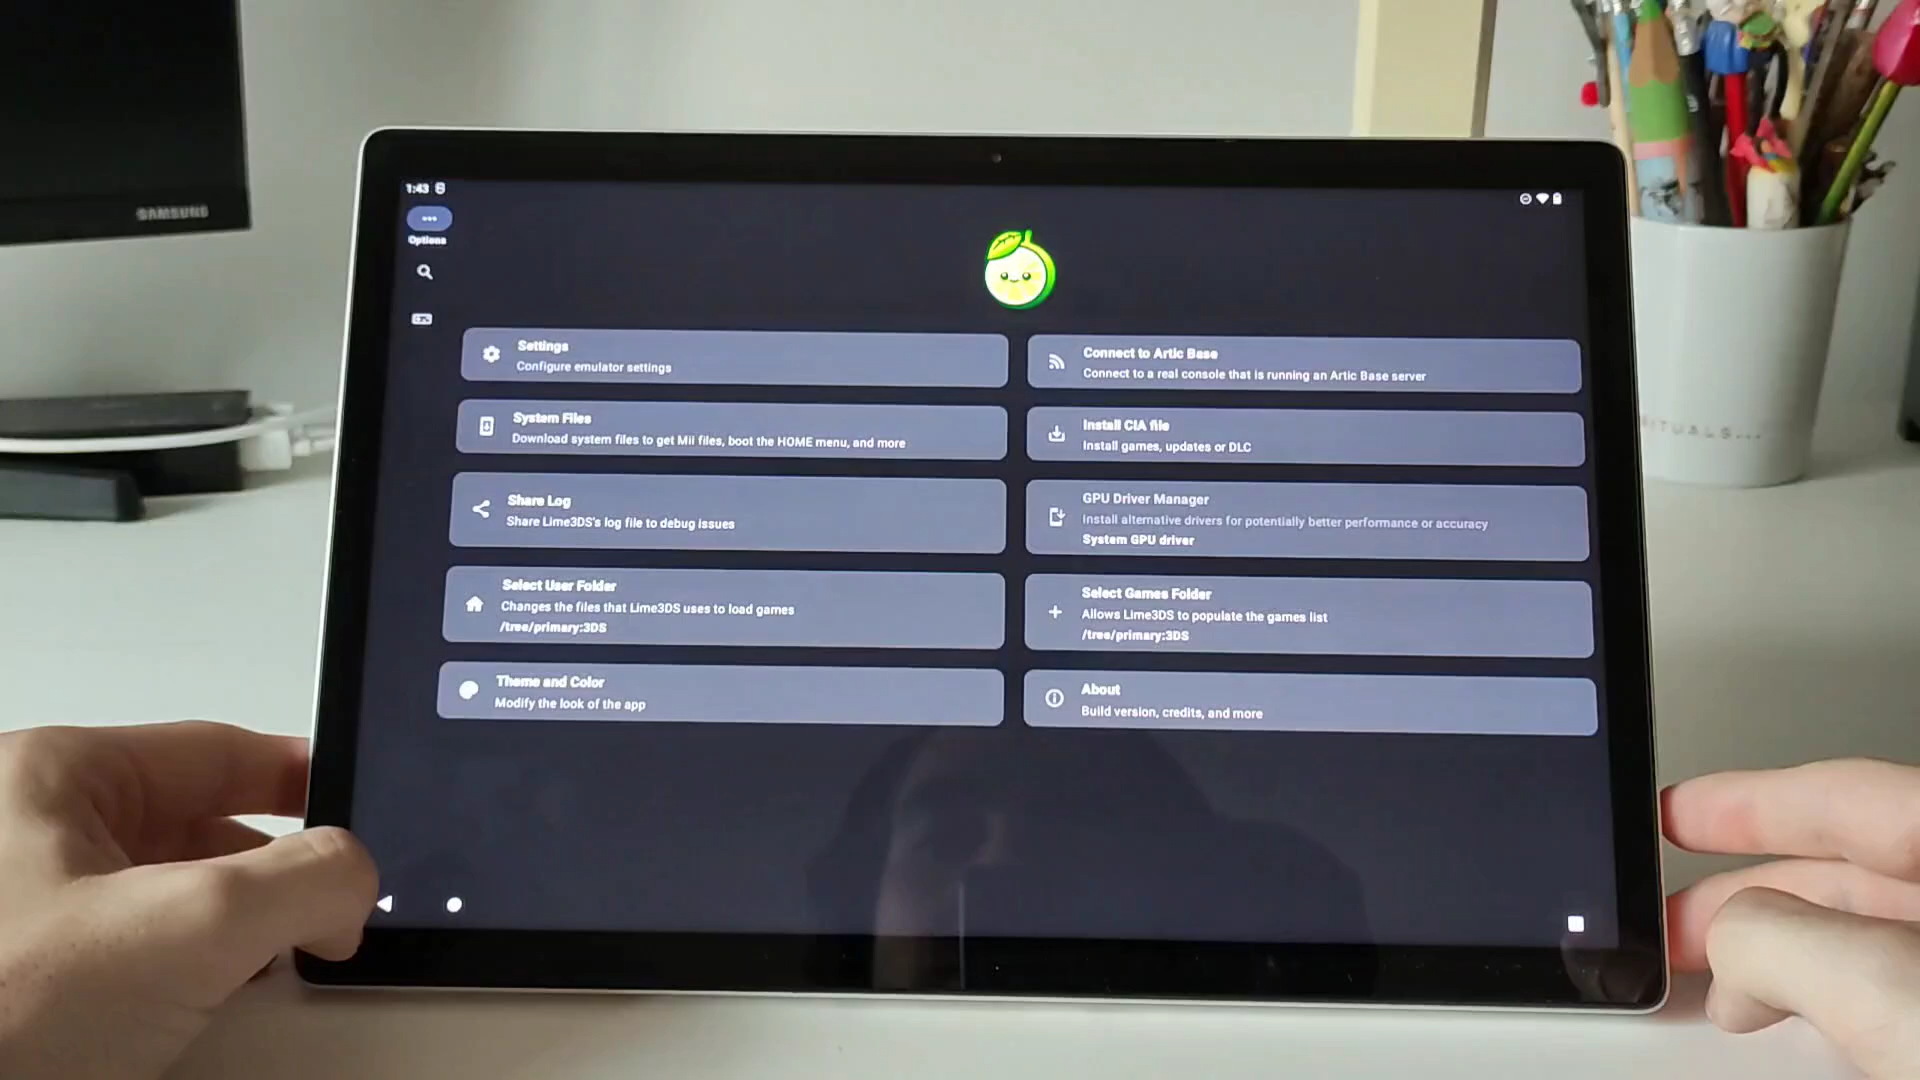 SAMSUNG
1:43
Options
Settings
Configure emulator settings
Connect to Artic Base
Connect to a real console that is running an Artic Base server
System Files
Download system files to get Mii files, boot the HOME menu, and more
Install CIA file
Install games, updates or DLC
Share Log
Share Lime3DS's log file to debug issues
GPU Driver Manager
Install alternative drivers for potentially better performance or accuracy
System GPU driver
Select User Folder
Changes the files that Lime3DS uses to load games
/tree/primary:3DS
Select Games Folder
Allows Lime3DS to populate the games list
/tree/primary:3DS
Theme and Color
Modify the look of the app
About
Build version, credits, and more
RITUALS...